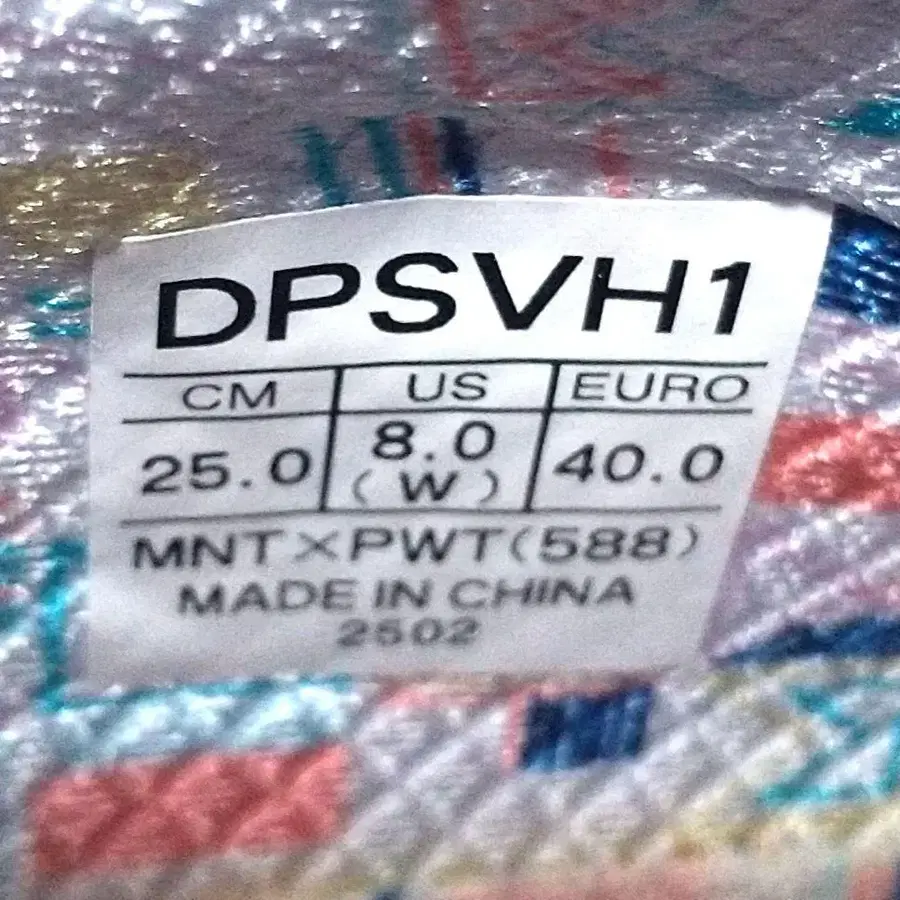 DPSVH1
CM US EURO
25.0 8.0 40.0
(W)
MNT×PWT(588)
MADE IN CHINA
2502